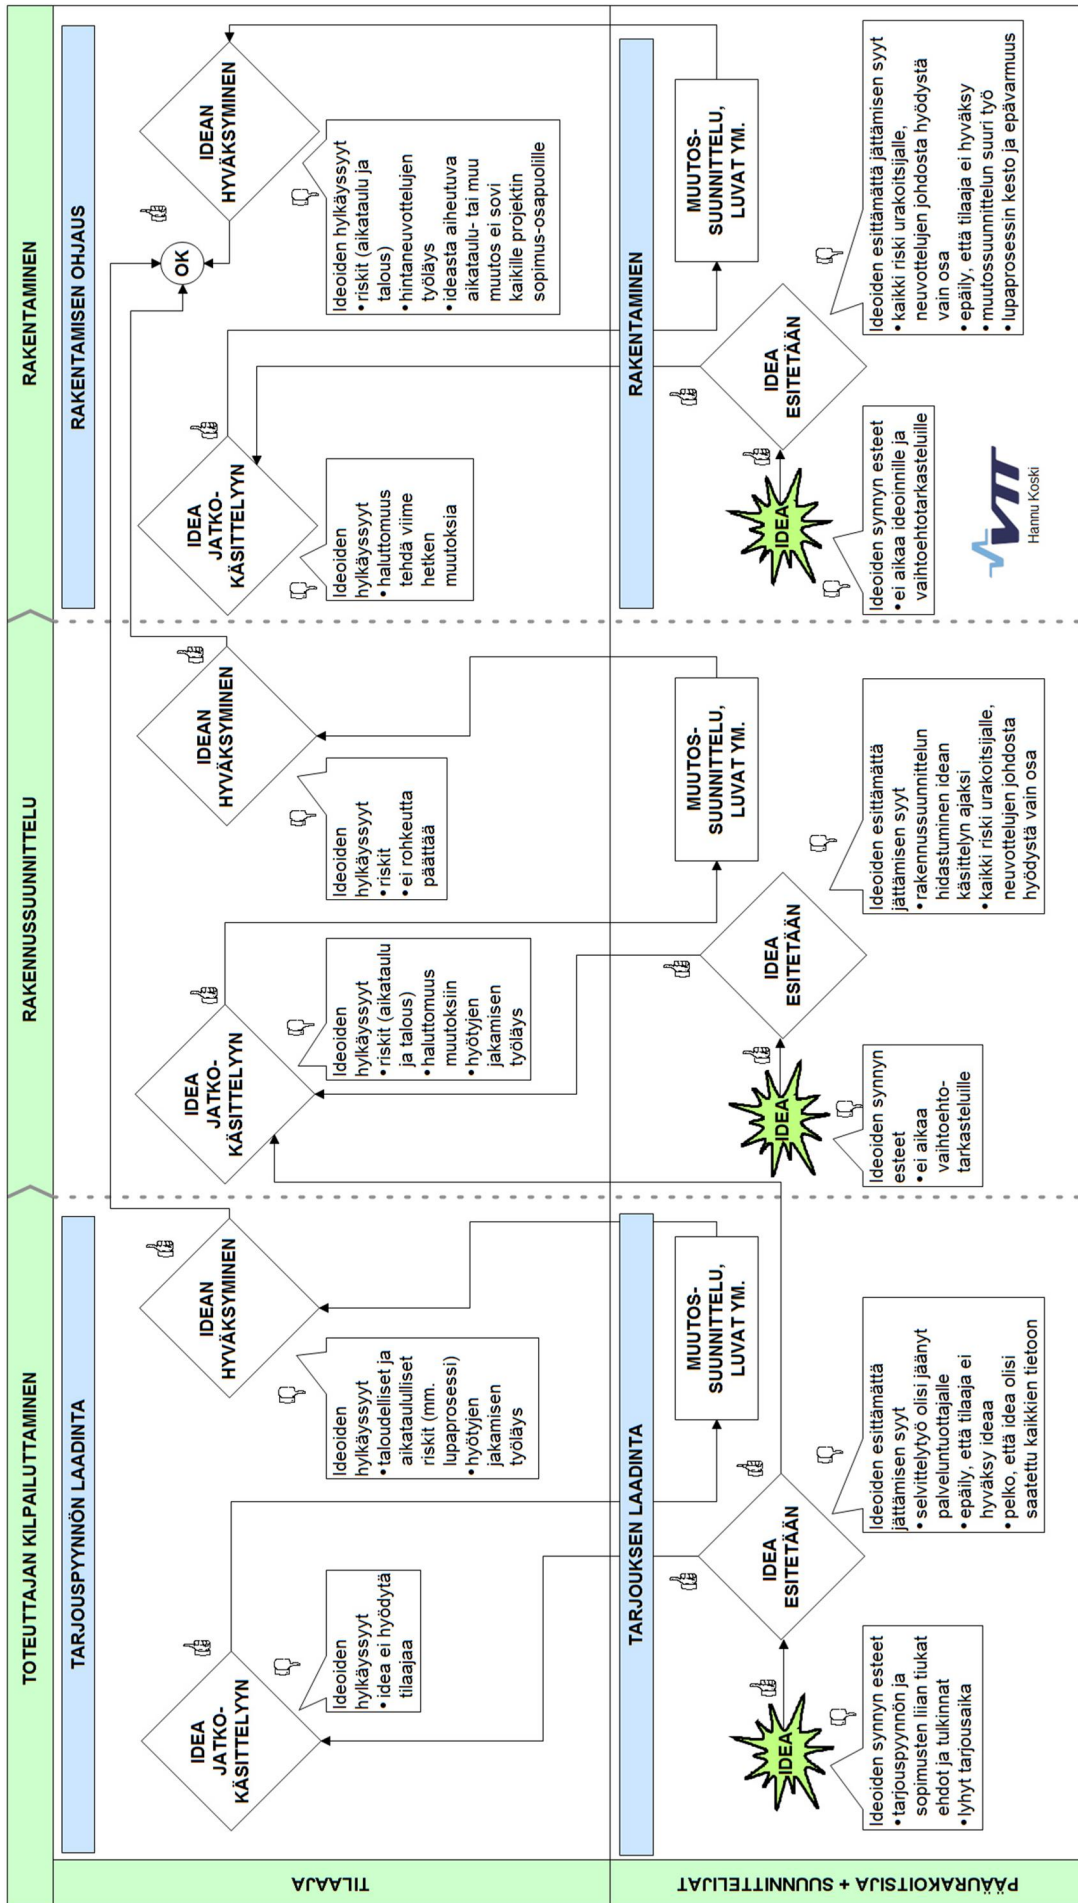 TOTEUTTAJAN KILPAILUTTAMINEN
RAKENNUSSUUNNITTELU
RAKENTAMINEN
TILAAJA
TARJOUSPYYNNÖN LAADINTA
RAKENTAMISEN OHJAUS
IDEA
JATKO-
KÄSITTELYYN
Ideoiden
hylkäyssyyt
• idea ei hyödytä
tilaajaa
IDEAN
HYVÄKSYMINEN
Ideoiden
hylkäyssyyt
• taloudelliset ja
aikataululliset
riskit (mm.
lupaprosessi)
• hyötyjen
jakamisen
työläys
IDEA
JATKO-
KÄSITTELYYN
Ideoiden
hylkäyssyyt
• riskit (aikataulu
ja talous)
• haluttomuus
muutoksiin
• hyötyjen
jakamisen
työläys
IDEAN
HYVÄKSYMINEN
Ideoiden
hylkäyssyyt
• riskit
• ei rohkeutta
päättää
IDEA
JATKO-
KÄSITTELYYN
Ideoiden
hylkäyssyyt
• haluttomuus
tehdä viime
hetken
muutoksia
OK
IDEAN
HYVÄKSYMINEN
Ideoiden hylkäyssyyt
• riskit (aikataulu ja
talous)
• hintaneuvottelujen
työläys
• ideasta aiheutuva
aikataulu- tai muu
muutos ei sovi
kaikille projektin
sopimus-osapuolille
PÄÄURAKOITSIJA + SUUNNITTELIJAT
TARJOUKSEN LAADINTA
RAKENTAMINEN
IDEA
Ideoiden synnyn esteet
• tarjouspyynnön ja
sopimusten liian tiukat
ehdot ja tulkinnat
• lyhyt tarjousaika
IDEA
ESITETÄÄN
Ideoiden esittämättä
jättämisen syyt
• selvittelytyö olisi jäänyt
palveluntuottajalle
• epäily, että tilaaja ei
hyväksy ideaa
• pelko, että idea olisi
saatettu kaikkien tietoon
MUUTOS-
SUUNNITTELU,
LUVAT YM.
IDEA
Ideoiden synnyn
esteet
• ei aikaa
vaihtoehto-
tarkasteluille
IDEA
ESITETÄÄN
Ideoiden esittämättä
jättämisen syyt
• rakennussuunnittelun
hidastuminen idean
käsittelyn ajaksi
• kaikki riski urakoitsijalle,
neuvottelujen johdosta
hyödystä vain osa
MUUTOS-
SUUNNITTELU,
LUVAT YM.
IDEA
Ideoiden synnyn esteet
• ei aikaa ideoinnille ja
vaihtoehtotarkasteluille
IDEA
ESITETÄÄN
Ideoiden esittämättä jättämisen syyt
• kaikki riski urakoitsijalle,
neuvottelujen johdosta hyödystä
vain osa
• epäily, että tilaaja ei hyväksy
• muutossuunnittelun suuri työ
• lupaprosessin kesto ja epävarmuus
MUUTOS-
SUUNNITTELU,
LUVAT YM.
VTT
Hannu Koski